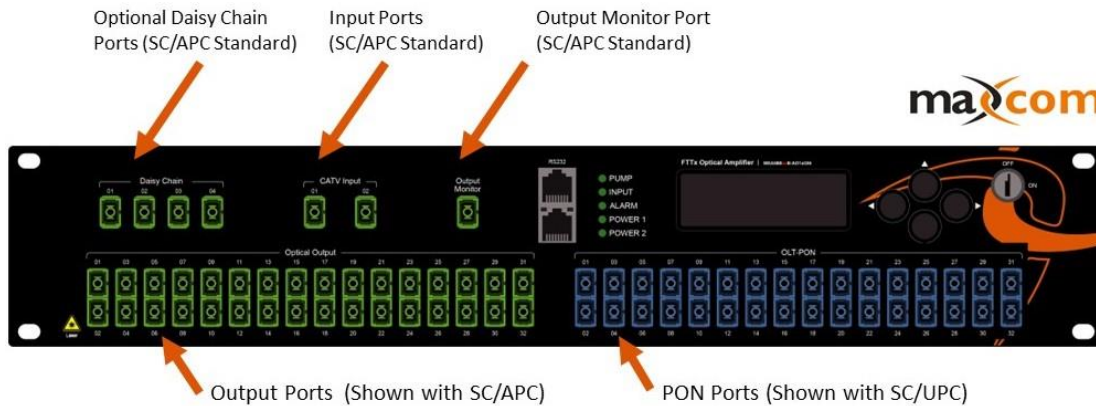 Optional Daisy Chain
Ports (SC/APC Standard)
Input Ports
(SC/APC Standard)
Output Monitor Port
(SC/APC Standard)
maxcom
Daisy Chain
01 02 03 04
CATV Input
01 02
Output
Monitor
RS232
PUMP
INPUT
ALARM
POWER 1
POWER 2
FTTx Optical Amplifier
OFF
ON
Optical Output
01 03 05 07 09 11 13 15 17 19 21 23 25 27 29 31
02 04 06 08 10 12 14 16 18 20 22 24 26 28 30 32
OLT-PON
01 03 05 07 09 11 13 15 17 19 21 23 25 27 29 31
02 04 06 08 10 12 14 16 18 20 22 24 26 28 30 32
Laser
Output Ports (Shown with SC/APC)
PON Ports (Shown with SC/UPC)